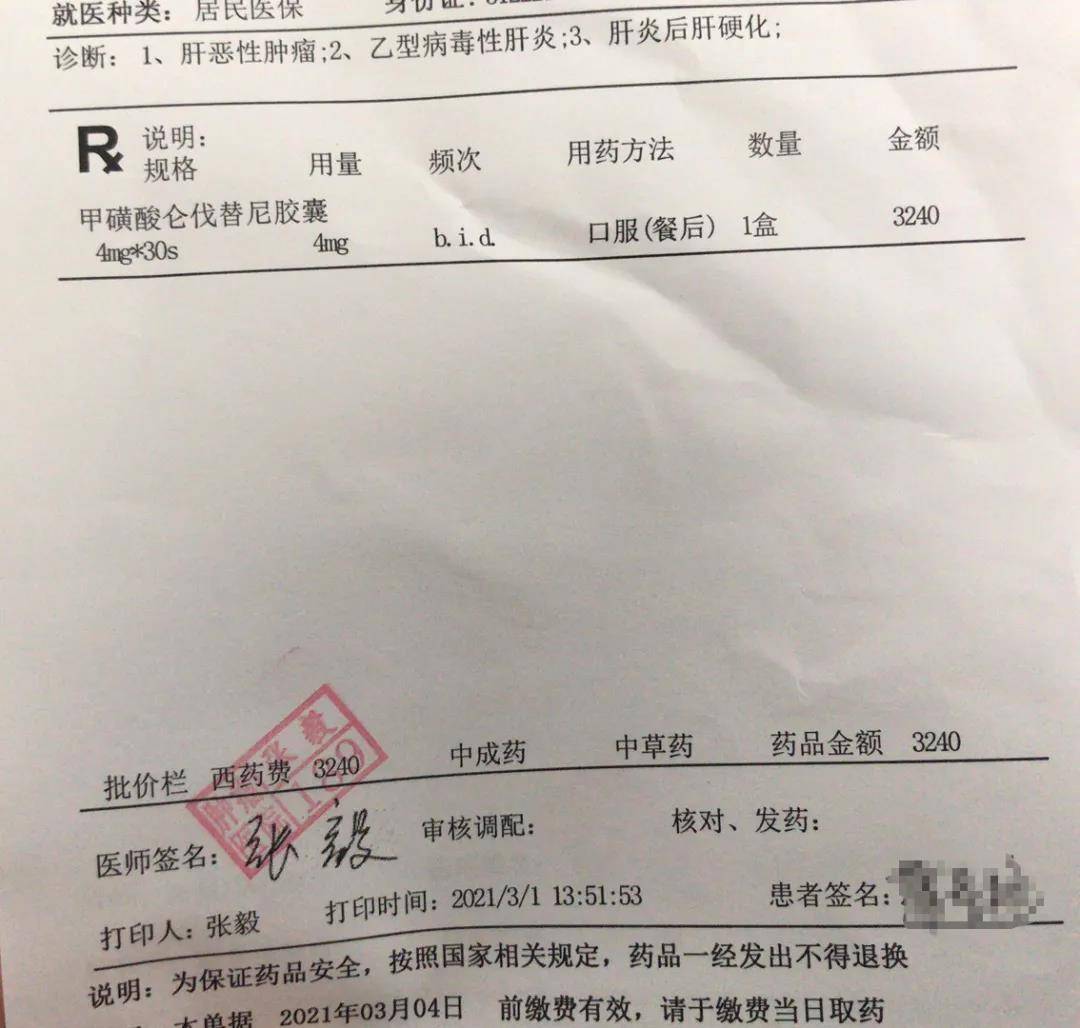 就医种类：居民医保 身份证：
诊断：1、肝恶性肿瘤;2、乙型病毒性肝炎;3、肝炎后肝硬化;
R 说明：
规格 用量 频次 用药方法 数量 金额
甲磺酸仑伐替尼胶囊
4mg*30s 4mg b.i.d. 口服(餐后) 1盒 3240
批价栏 西药费 3240 中成药 中草药 药品金额 3240
医师签名：张毅 审核调配： 核对、发药：
打印人：张毅 打印时间：2021/3/1 13:51:53 患者签名：
说明：为保证药品安全，按照国家相关规定，药品一经发出不得退换
本单据 2021年03月04日 前缴费有效，请于缴费当日取药